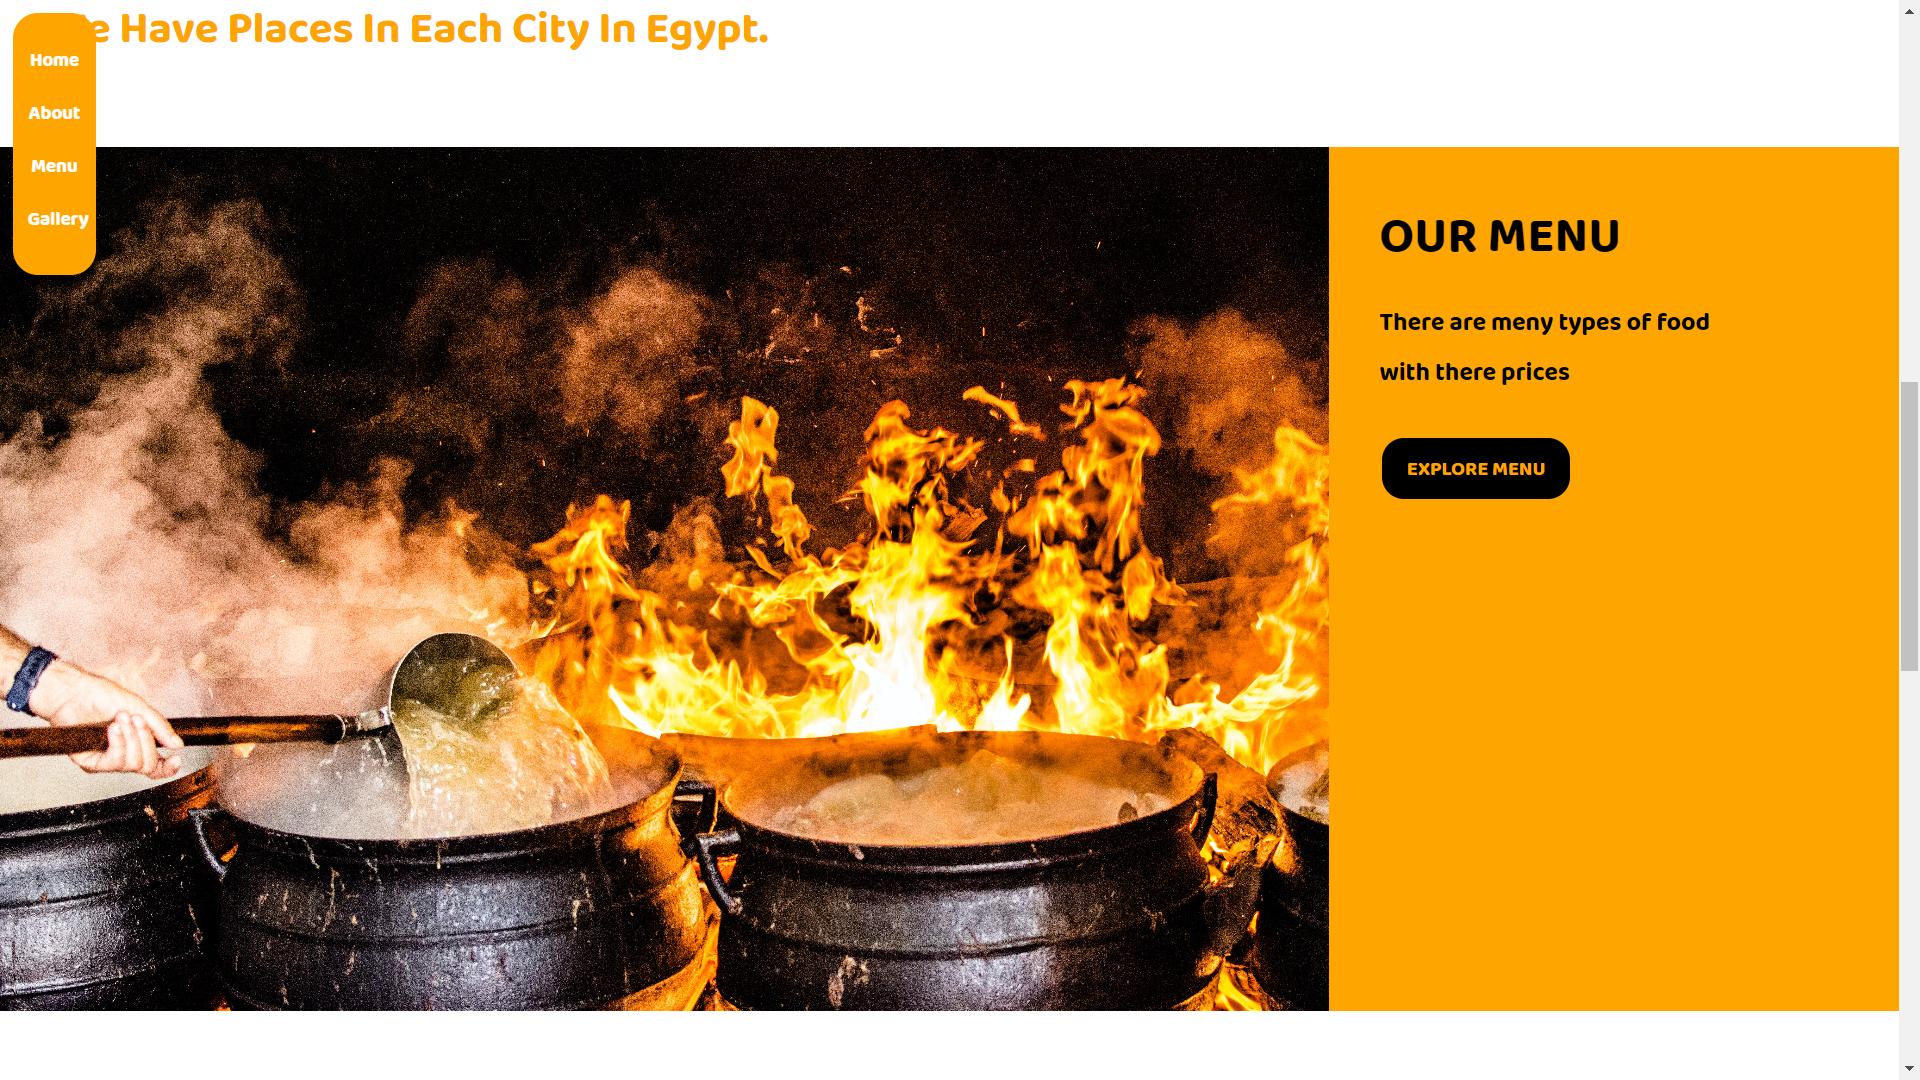 e Have Places In Each City In Egypt.
Home
About
Menu
Gallery
OUR MENU
There are meny types of food
with there prices
EXPLORE MENU